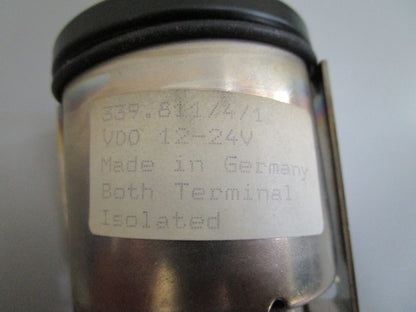 339.811/4/1
VDO 12-24V
Made in Germany
Both Terminal
Isolated